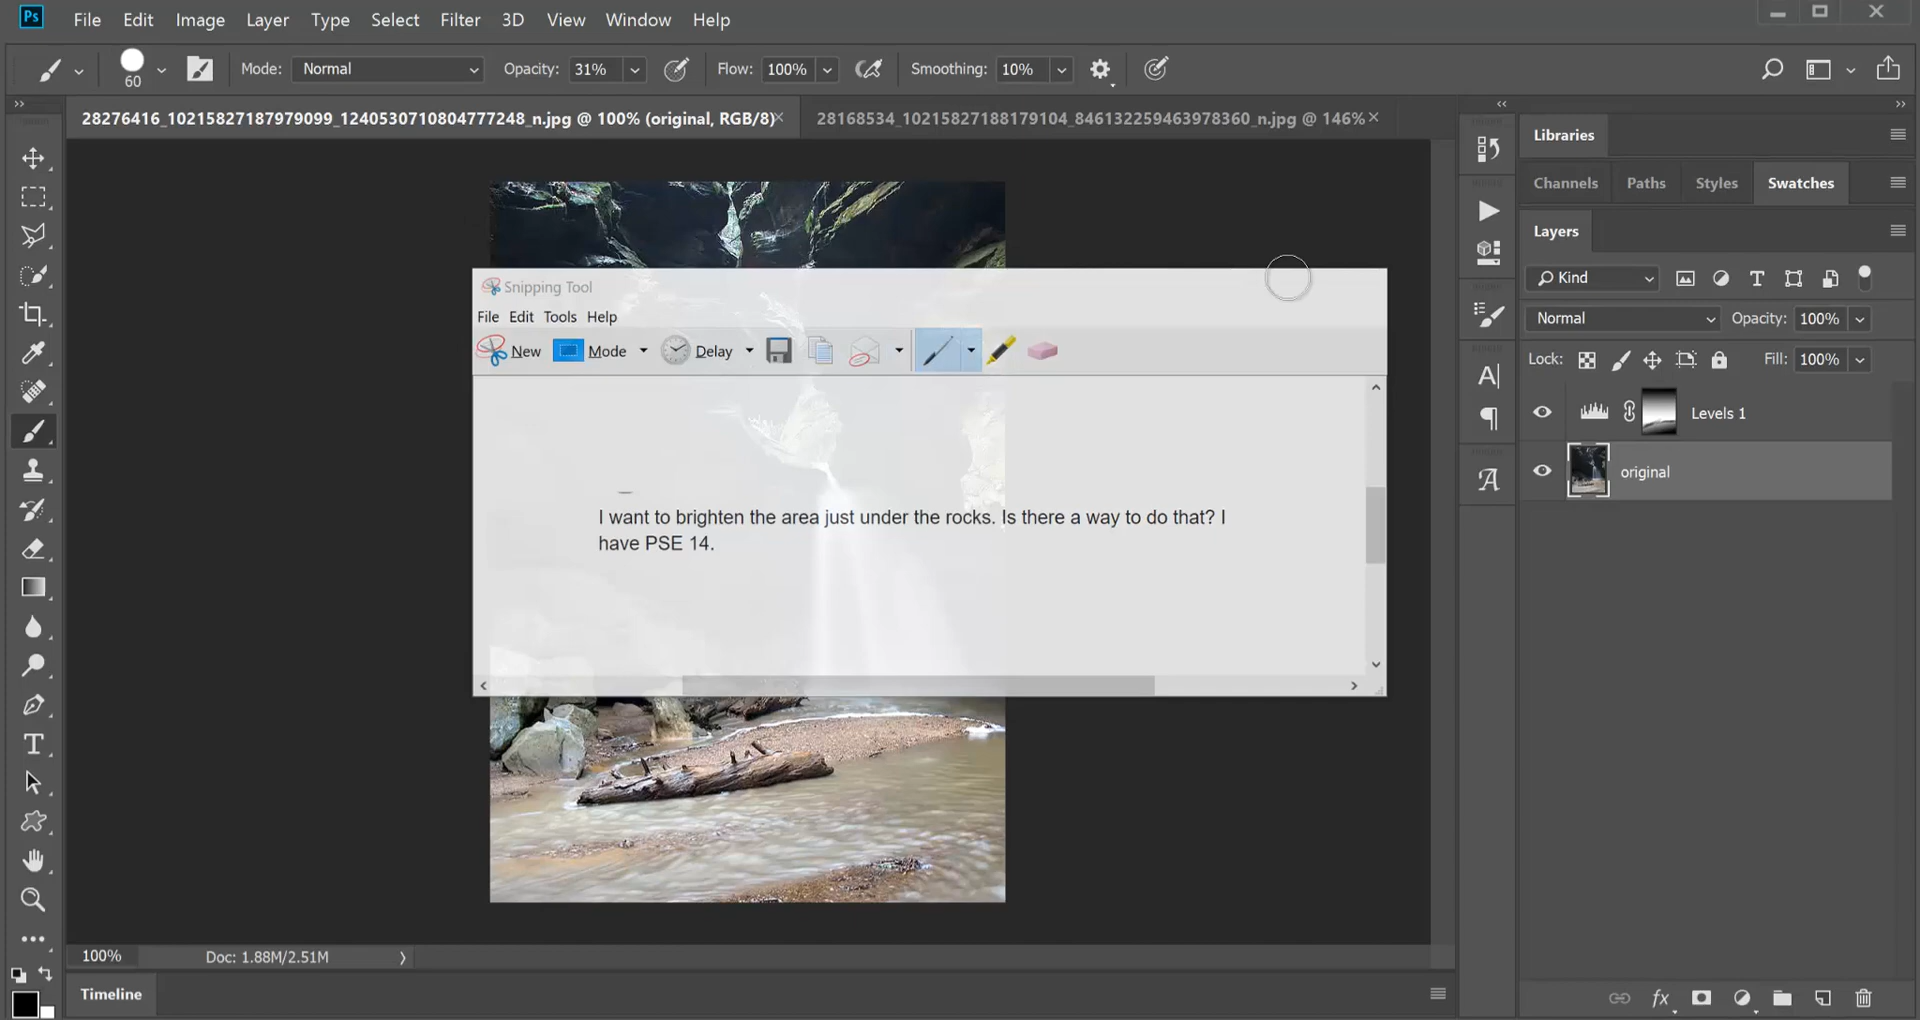 Ps File Edit Image Layer Type Select Filter 3D View Window Help
60 Mode: Normal Opacity: 31% Flow: 100% Smoothing: 10%
28276416_10215827187979099_1240530710804777248_n.jpg @ 100% (original, RGB/8) 28168534_10215827188179104_846132259463978360_n.jpg @ 146%
Libraries
Channels Paths Styles Swatches
Layers
Kind
Normal Opacity: 100%
Lock: Fill: 100%
Levels 1
original
Snipping Tool
File Edit Tools Help
New Mode Delay
I want to brighten the area just under the rocks. Is there a way to do that? I
have PSE 14.
100% Doc: 1.88M/2.51M
Timeline
fx